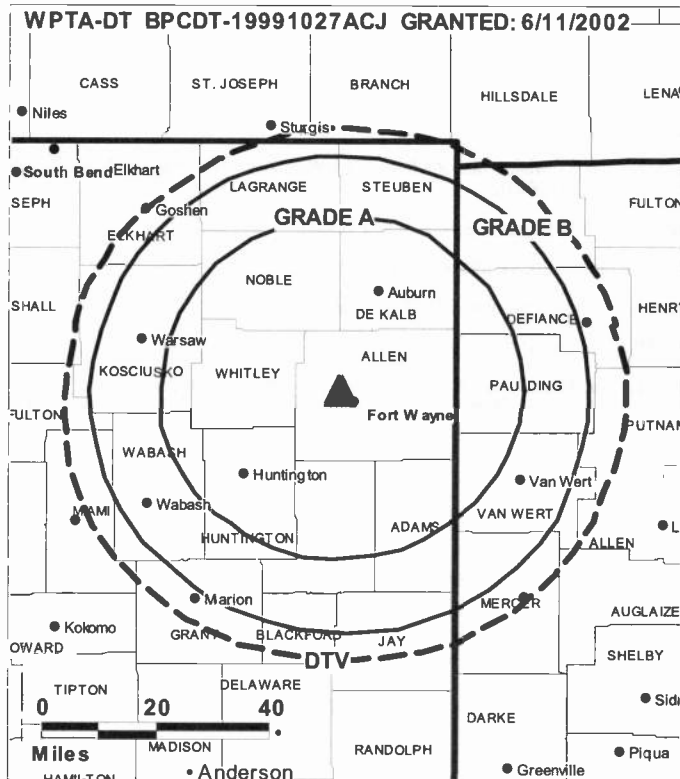 WPTA-DT BPCDT-19991027ACJ GRANTED: 6/11/2002
CASS
ST. JOSEPH
BRANCH
HILLSDALE
LENA
Niles
Sturgis
South Bend
Elkhart
LAGRANGE
STEUBEN
SEPH
Goshen
FULTON
GRADE A
GRADE B
ELKHART
NOBLE
Auburn
SHALL
DE KALB
DEFIANCE
HENRY
Warsaw
ALLEN
KOSCIUSKO
WHITLEY
PAULDING
FULTON
Fort Wayne
PUTNAM
WABASH
Huntington
Van Wert
Wabash
MIAMI
VAN WERT
ADAMS
L
HUNTINGTON
ALLEN
Marion
MERCER
AUGLAIZE
Kokomo
GRANT
BLACKFORD
JAY
OWARD
DTV
SHELBY
TIPTON
DELAWARE
0 20 40
Sid
DARKE
Miles
MADISON
RANDOLPH
Piqua
HAMILTON
Anderson
Greenville